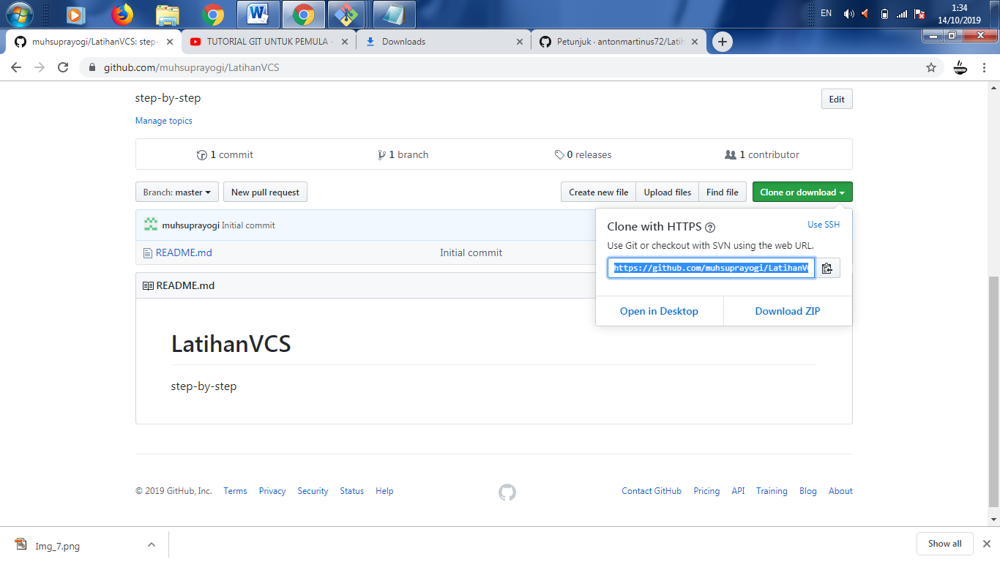 EN
1:34
14/10/2019
muhsuprayogi/LatihanVCS: step-
TUTORIAL GIT UNTUK PEMULA -
Downloads
Petunjuk · antonmartinus72/Latih
github.com/muhsuprayogi/LatihanVCS
step-by-step
Edit
Manage topics
1 commit
1 branch
0 releases
1 contributor
Branch: master
New pull request
Create new file
Upload files
Find file
Clone or download
muhsuprayogi Initial commit
README.md
Initial commit
Clone with HTTPS
Use SSH
Use Git or checkout with SVN using the web URL.
https://github.com/muhsuprayogi/LatihanVC
Open in Desktop
Download ZIP
README.md
LatihanVCS
step-by-step
© 2019 GitHub, Inc.
Terms
Privacy
Security
Status
Help
Contact GitHub
Pricing
API
Training
Blog
About
Img_7.png
Show all